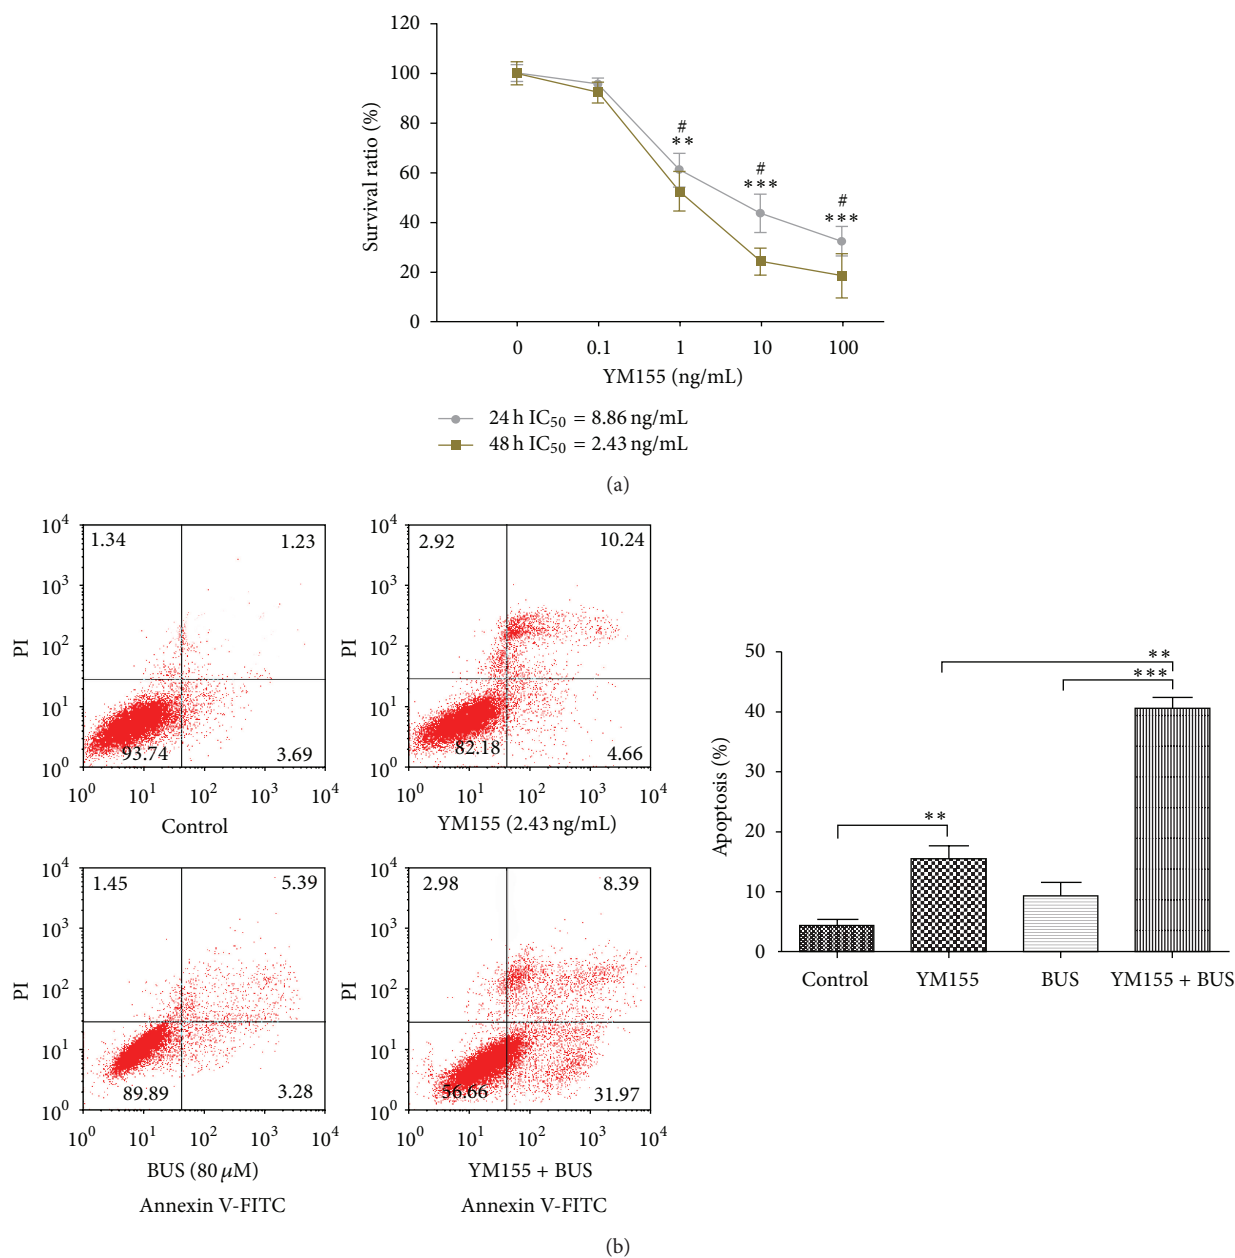 120
100
80
60
40
20
0
Survival ratio (%)
#
**
#
***
#
***
0 0.1 1 10 100
YM155 (ng/mL)
24 h IC50 = 8.86 ng/mL
48 h IC50 = 2.43 ng/mL
(a)
10^4
10^3
10^2
10^1
10^0
PI
1.34 1.23
93.74 3.69
10^0 10^1 10^2 10^3 10^4
Control
10^4
10^3
10^2
10^1
10^0
PI
2.92 10.24
82.18 4.66
10^0 10^1 10^2 10^3 10^4
YM155 (2.43 ng/mL)
10^4
10^3
10^2
10^1
10^0
PI
1.45 5.39
89.89 3.28
10^0 10^1 10^2 10^3 10^4
BUS (80 μM)
Annexin V-FITC
10^4
10^3
10^2
10^1
10^0
PI
2.98 8.39
56.66 31.97
10^0 10^1 10^2 10^3 10^4
YM155 + BUS
Annexin V-FITC
50
40
30
20
10
0
Apoptosis (%)
**
***
**
Control YM155 BUS YM155 + BUS
(b)